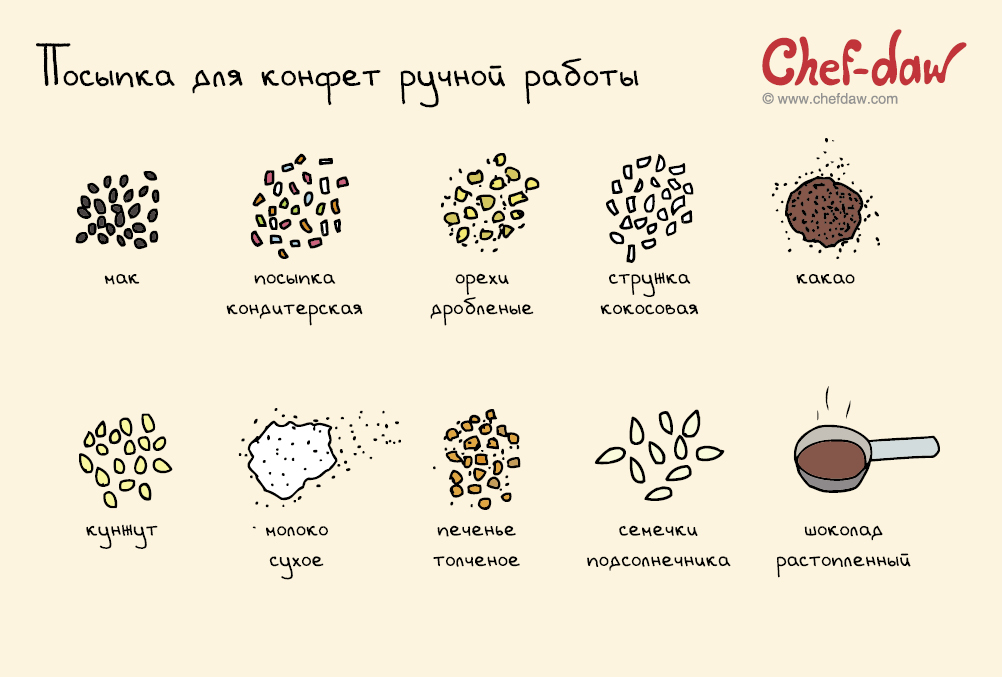 Посыпка для конфет ручной работы
Chef-daw
© www.chefdaw.com
мак
посыпка
кондитерская
орехи
дробленые
стружка
кокосовая
какао
кунжут
молоко
сухое
печенье
толченое
семечки
подсолнечника
шоколад
растопленный